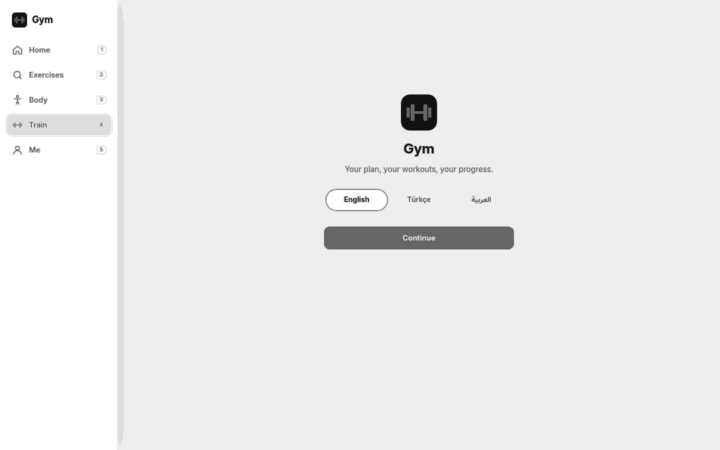 Gym
Home 1
Exercises 2
Body 3
Train 4
Me 5
Gym
Your plan, your workouts, your progress.
English Türkçe العربية
Continue